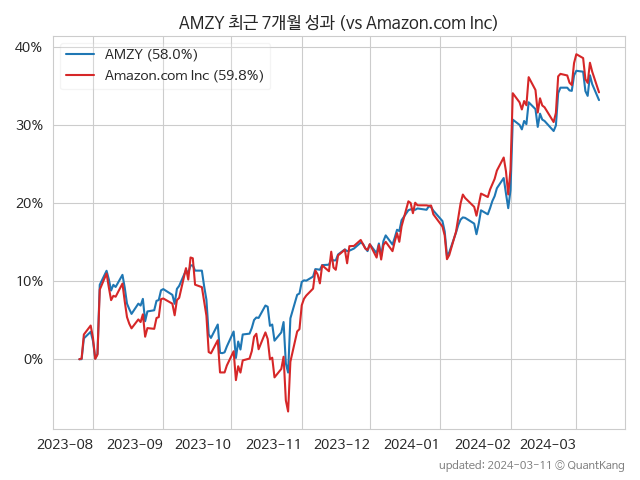 AMZY 최근 7개월 성과 (vs Amazon.com Inc)
AMZY (58.0%)
Amazon.com Inc (59.8%)
40%
30%
20%
10%
0%
2023-08 2023-09 2023-10 2023-11 2023-12 2024-01 2024-02 2024-03
updated: 2024-03-11 © QuantKang